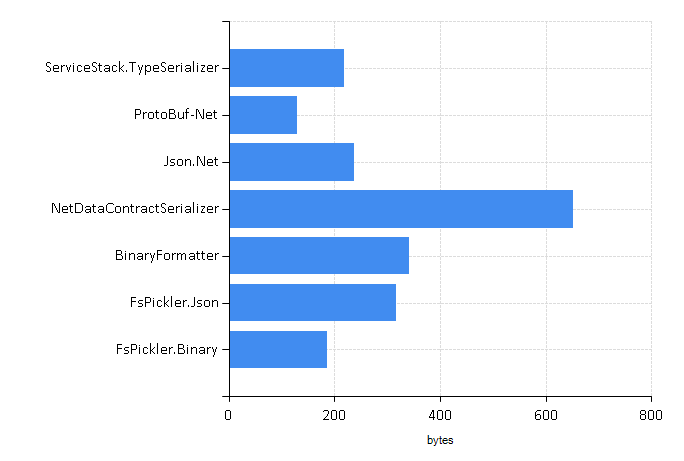 ServiceStack.TypeSerializer
ProtoBuf-Net
Json.Net
NetDataContractSerializer
BinaryFormatter
FsPickler.Json
FsPickler.Binary
0 200 400 600 800
bytes